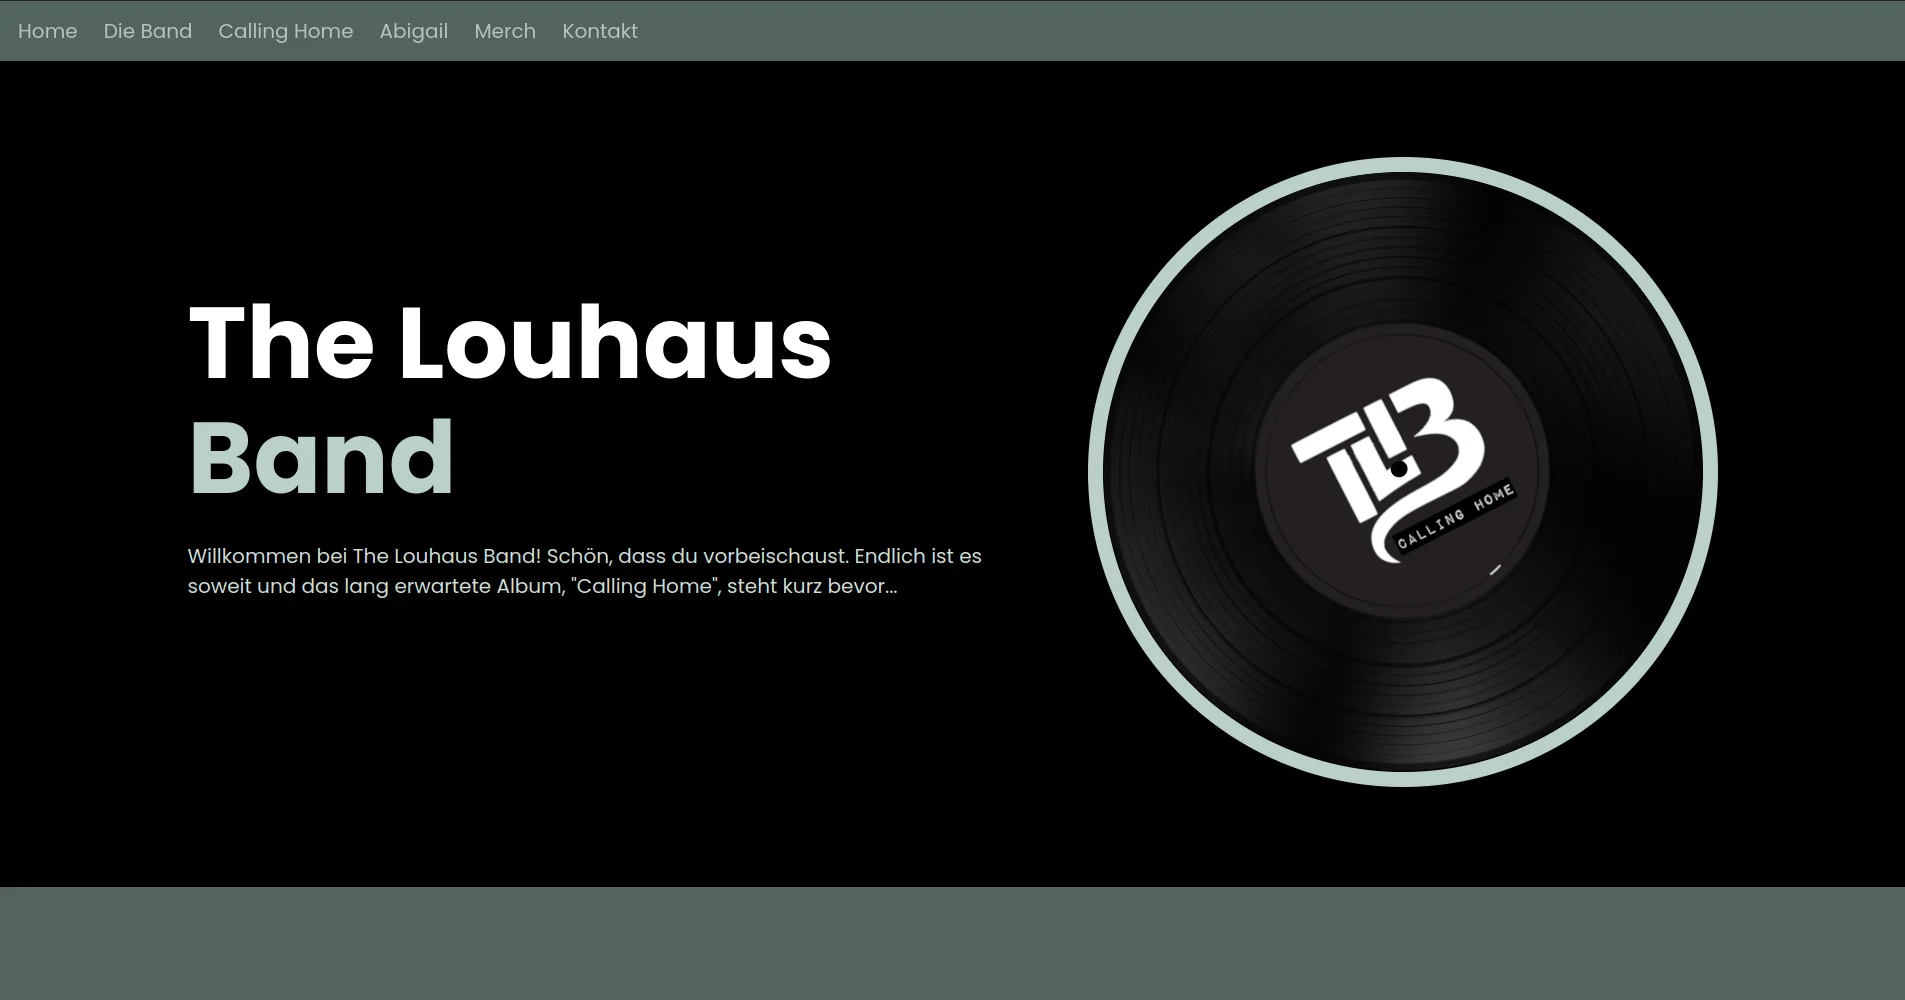 Home Die Band Calling Home Abigail Merch Kontakt
The Louhaus
Band
Willkommen bei The Louhaus Band! Schön, dass du vorbeischaust. Endlich ist es
soweit und das lang erwartete Album, "Calling Home", steht kurz bevor...
TLB
CALLING HOME